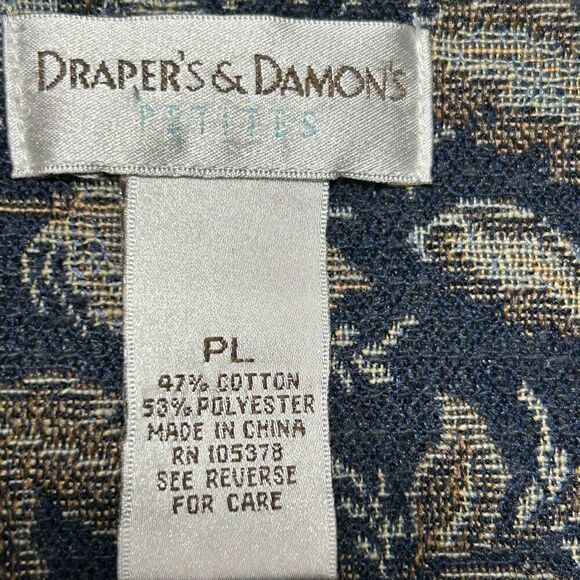 DRAPER'S & DAMON'S
PETITES
PL
47% COTTON
53% POLYESTER
MADE IN CHINA
RN 105378
SEE REVERSE
FOR CARE